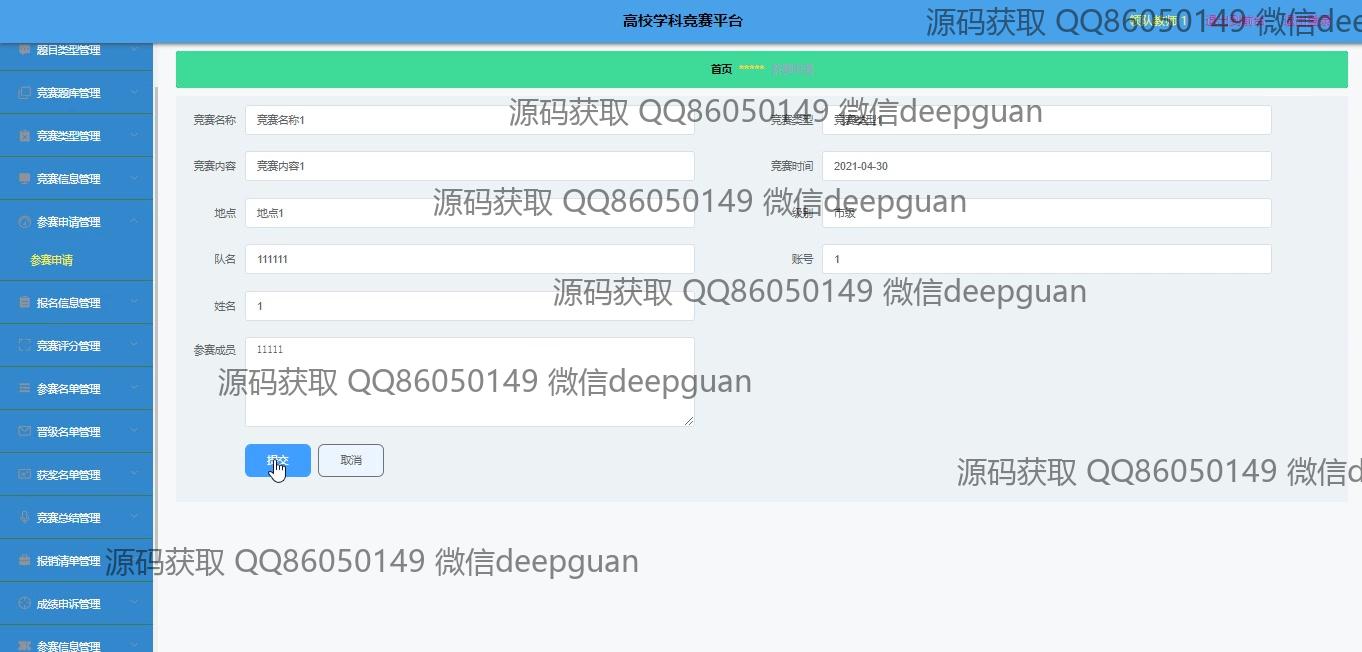 高校学科竞赛平台
源码获取 QQ86050149 微信deep
题目类型管理
首页 ***** 参赛申请
竞赛题库管理
竞赛类型管理
竞赛信息管理
参赛申请管理
参赛申请
报名信息管理
竞赛评分管理
参赛名单管理
晋级名单管理
获奖名单管理
竞赛总结管理
报销清单管理
成绩申诉管理
参赛信息管理
竞赛名称 竞赛名称1 竞赛类型 竞赛类型1
源码获取 QQ86050149 微信deepguan
竞赛内容 竞赛内容1 竞赛时间 2021-04-30
源码获取 QQ86050149 微信deepguan
地点 地点1 级别 市级
队名 111111 账号 1
源码获取 QQ86050149 微信deepguan
姓名 1
参赛成员 11111
源码获取 QQ86050149 微信deepguan
提交 取消
源码获取 QQ86050149 微信d
源码获取 QQ86050149 微信deepguan